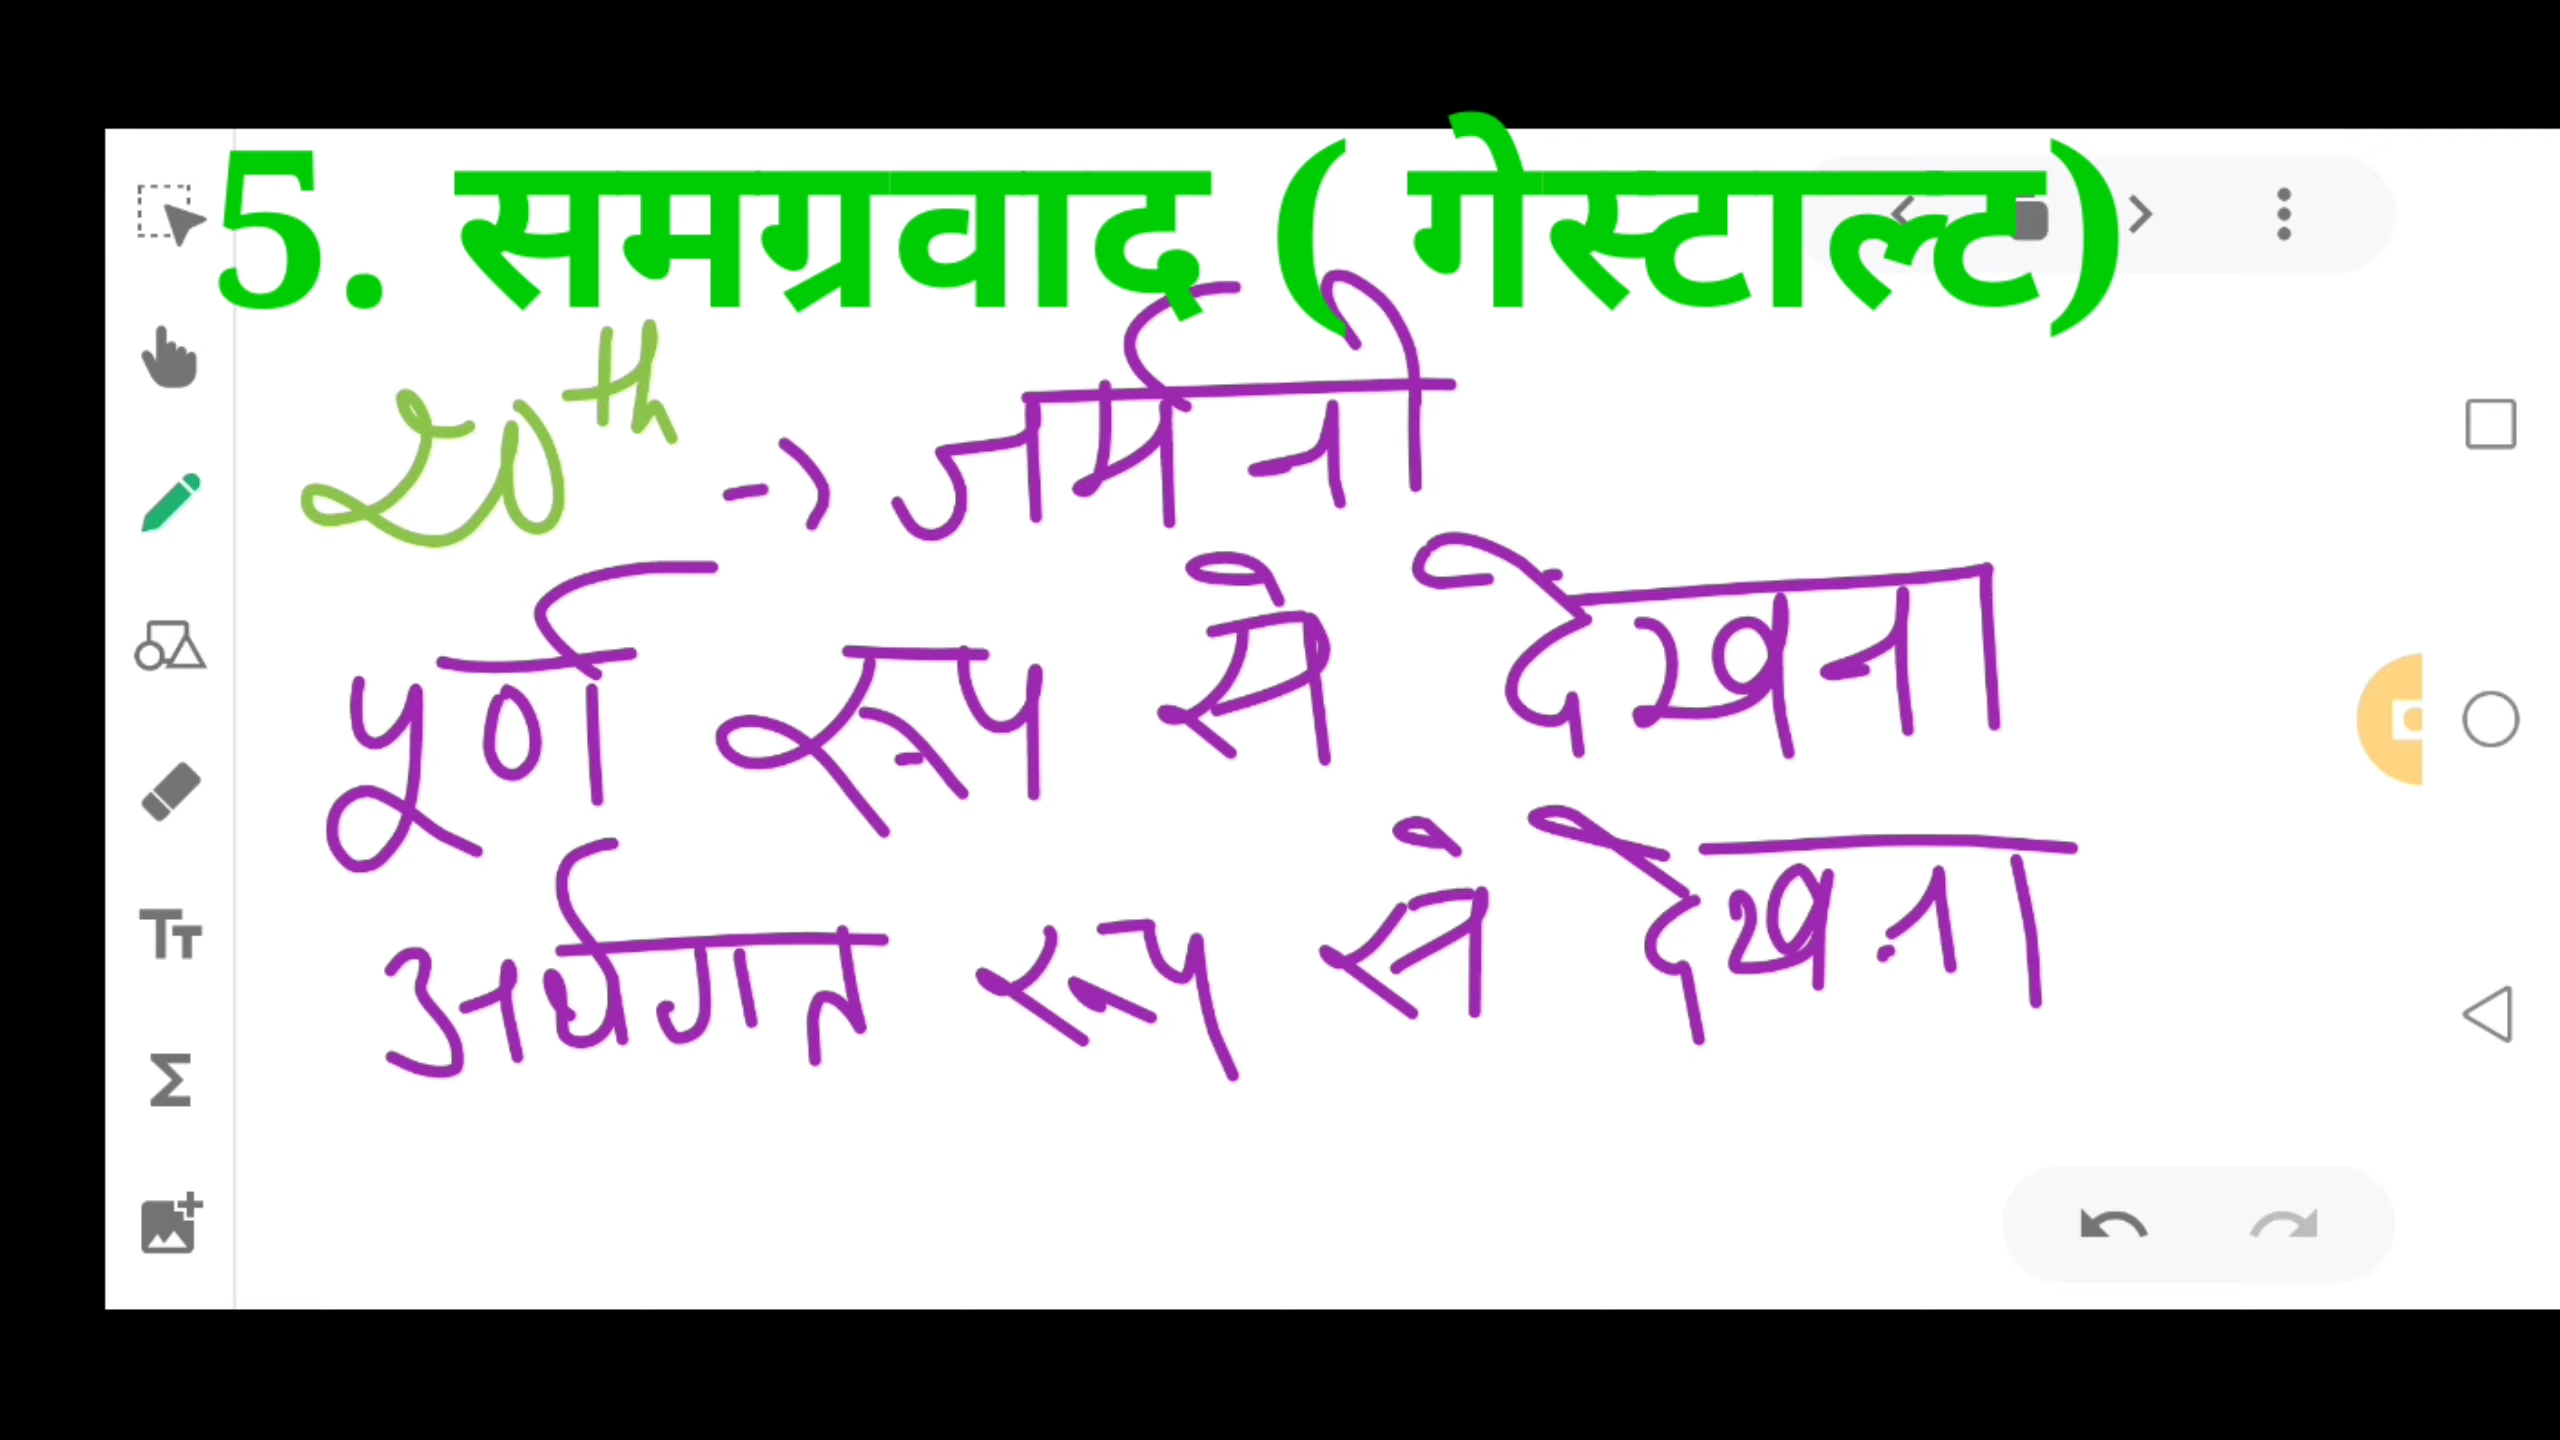 5. समग्रवाद ( गेस्टाल्ट)
20th -> जर्मनी
पूर्ण रूप से देखना
अर्थगत रूप से देखना